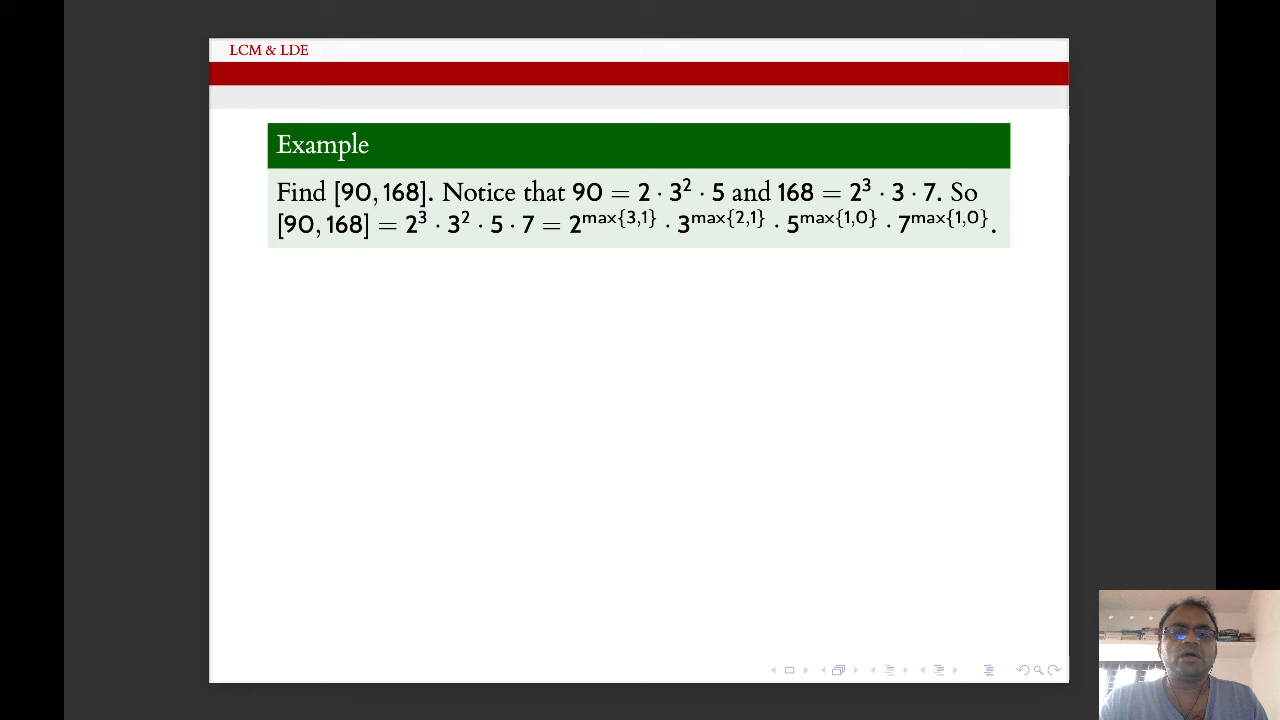 LCM & LDE
Example
Find [90, 168]. Notice that 90 = 2 · 3² · 5 and 168 = 2³ · 3 · 7. So
[90, 168] = 2³ · 3² · 5 · 7 = 2^max{3,1} · 3^max{2,1} · 5^max{1,0} · 7^max{1,0}.